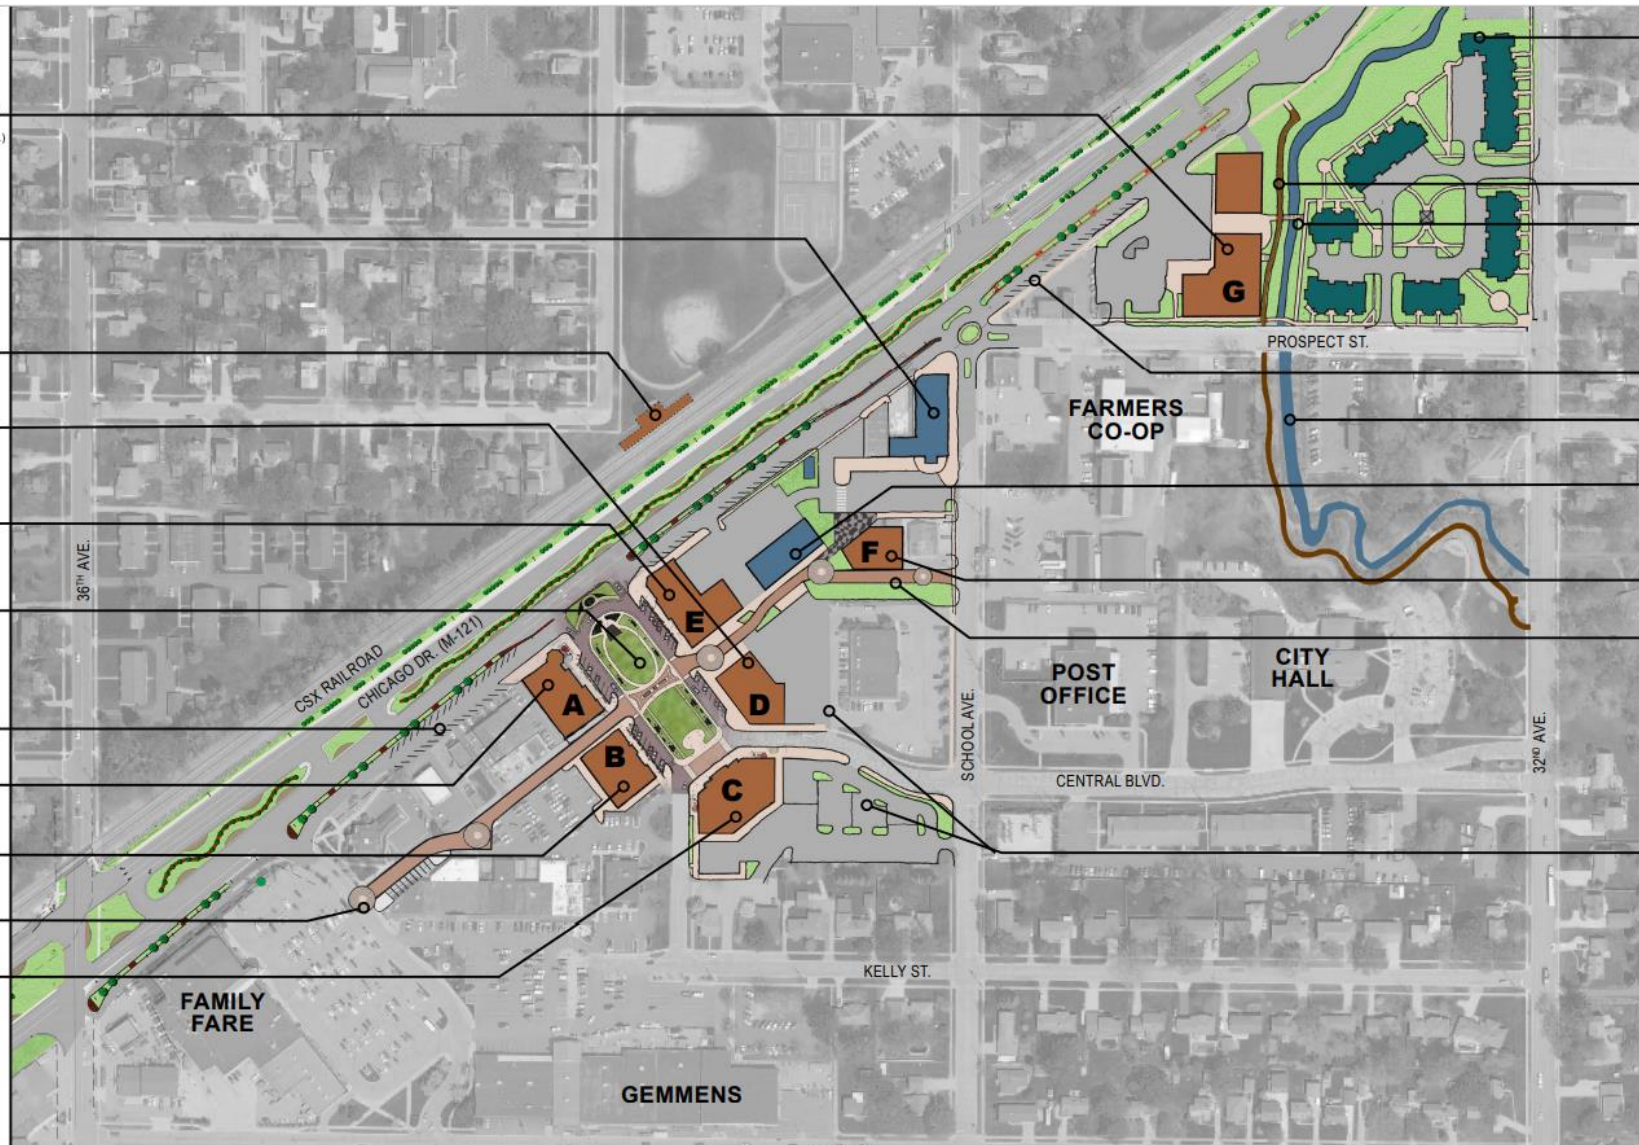 G
PROSPECT ST.
FARMERS
CO-OP
36TH AVE.
F
E
CSX RAILROAD
CHICAGO DR. (M-121)
POST
OFFICE
CITY
HALL
A
D
SCHOOL AVE.
32ND AVE.
B
C
CENTRAL BLVD.
KELLY ST.
FAMILY
FARE
GEMMENS